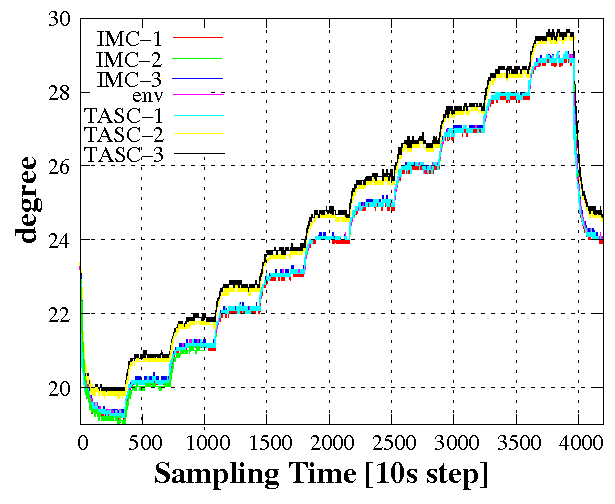 30
28
26
24
22
20
degree
IMC-1
IMC-2
IMC-3
env
TASC-1
TASC-2
TASC-3
0 500 1000 1500 2000 2500 3000 3500 4000
Sampling Time [10s step]